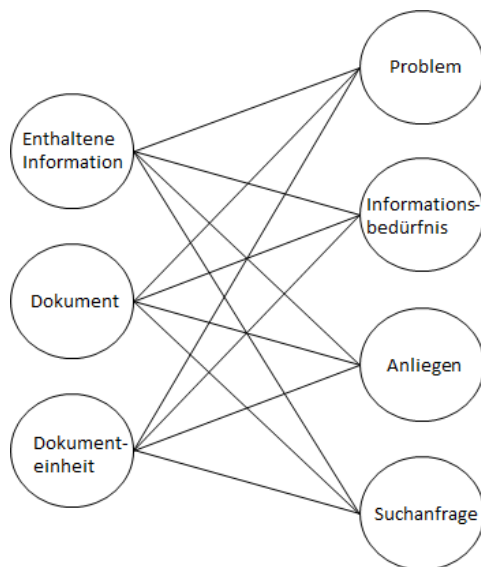 Enthaltene
Information
Dokument
Dokument-
einheit
Problem
Informations-
bedürfnis
Anliegen
Suchanfrage